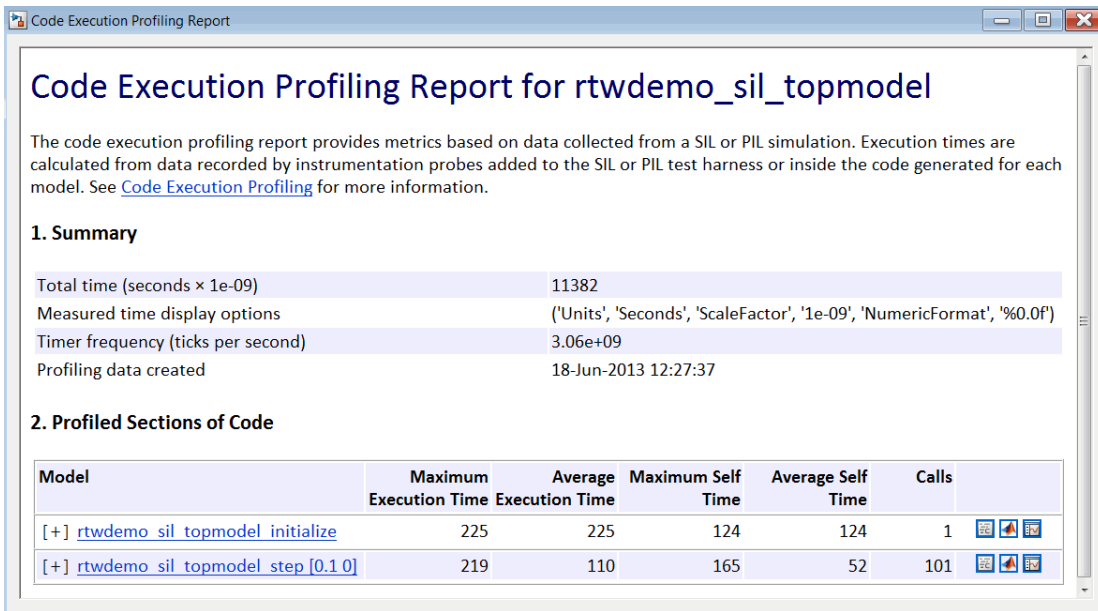 Code Execution Profiling Report
Code Execution Profiling Report for rtwdemo_sil_topmodel
The code execution profiling report provides metrics based on data collected from a SIL or PIL simulation. Execution times are
calculated from data recorded by instrumentation probes added to the SIL or PIL test harness or inside the code generated for each
model. See Code Execution Profiling for more information.
1. Summary
Total time (seconds × 1e-09) 11382
Measured time display options ('Units', 'Seconds', 'ScaleFactor', '1e-09', 'NumericFormat', '%0.0f')
Timer frequency (ticks per second) 3.06e+09
Profiling data created 18-Jun-2013 12:27:37
2. Profiled Sections of Code
Model Maximum Average Maximum Self Average Self Calls
Execution Time Execution Time Time Time
[+] rtwdemo_sil_topmodel_initialize 225 225 124 124 1
[+] rtwdemo_sil_topmodel_step [0.1 0] 219 110 165 52 101